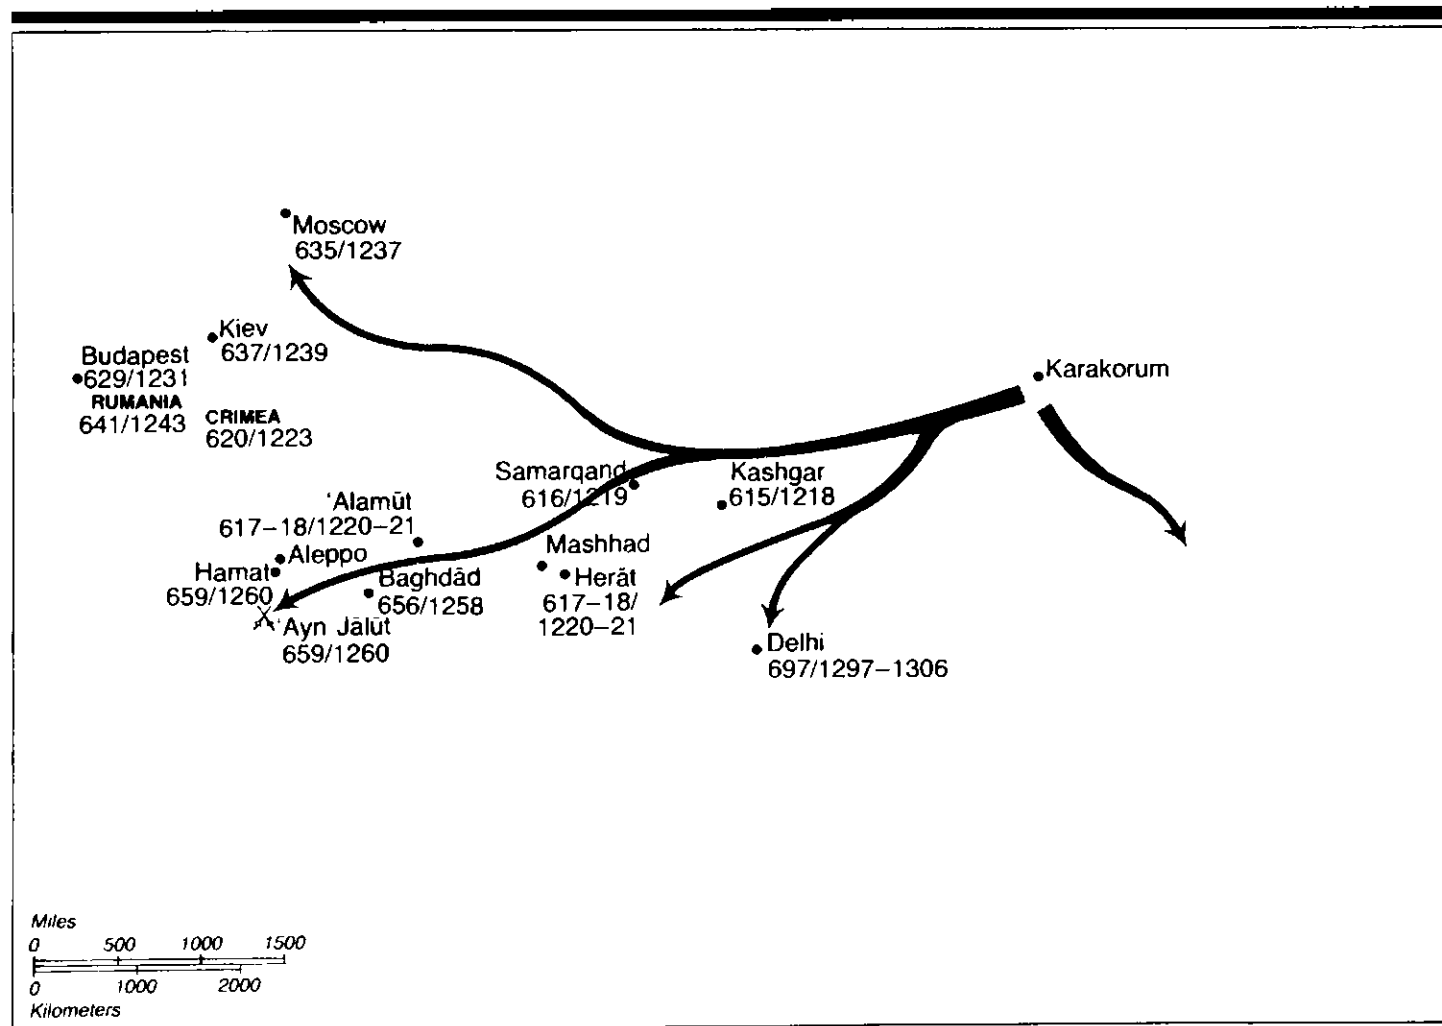 Moscow
635/1237
Kiev
637/1239
Budapest
629/1231
RUMANIA
641/1243
CRIMEA
620/1223
Karakorum
Samarqand
616/1219
Kashgar
615/1218
'Alamūt
617–18/1220–21
Aleppo
Hamat
659/1260
Baghdād
656/1258
Mashhad
Herāt
617–18/
1220–21
'Ayn Jālūt
659/1260
Delhi
697/1297–1306
Miles
0 500 1000 1500
0 1000 2000
Kilometers